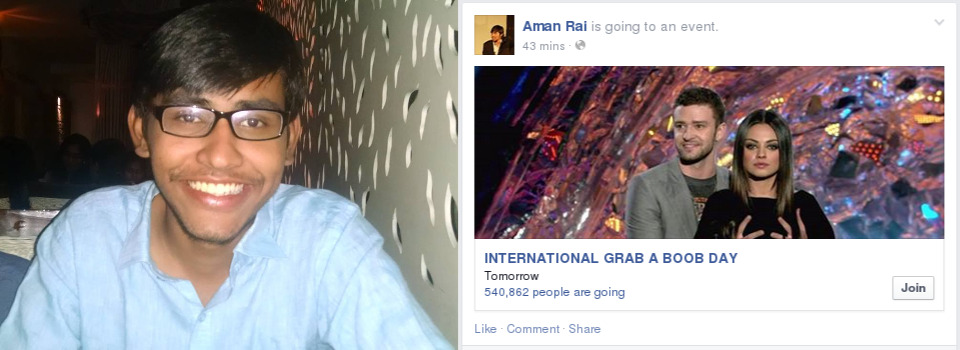 Aman Rai is going to an event.
43 mins ·
INTERNATIONAL GRAB A BOOB DAY
Tomorrow
540,862 people are going
Join
Like · Comment · Share